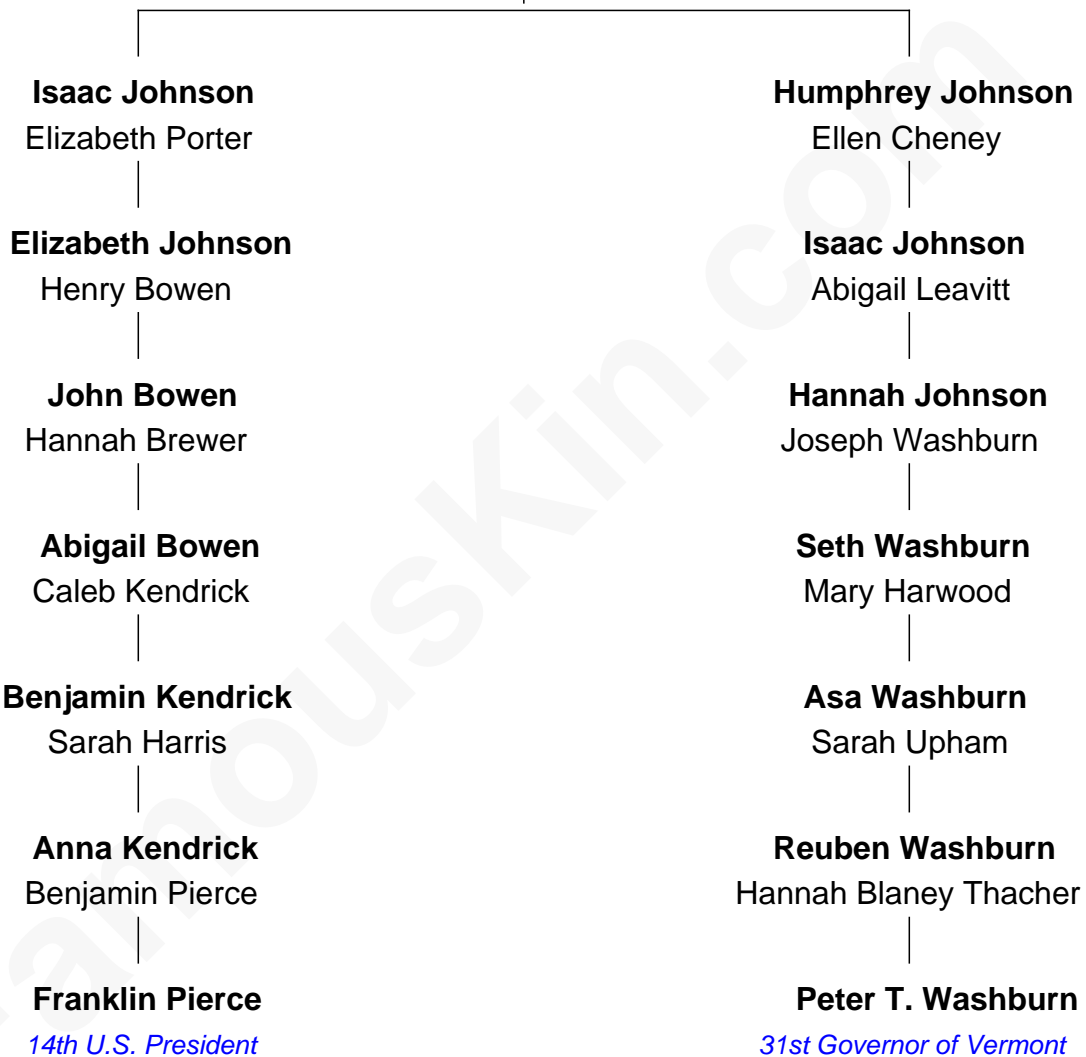 Isaac Johnson
Elizabeth Porter
Humphrey Johnson
Ellen Cheney
Elizabeth Johnson
Henry Bowen
Isaac Johnson
Abigail Leavitt
John Bowen
Hannah Brewer
Hannah Johnson
Joseph Washburn
Abigail Bowen
Caleb Kendrick
Seth Washburn
Mary Harwood
Benjamin Kendrick
Sarah Harris
Asa Washburn
Sarah Upham
Anna Kendrick
Benjamin Pierce
Reuben Washburn
Hannah Blaney Thacher
Franklin Pierce
14th U.S. President
Peter T. Washburn
31st Governor of Vermont
FamousKin.com